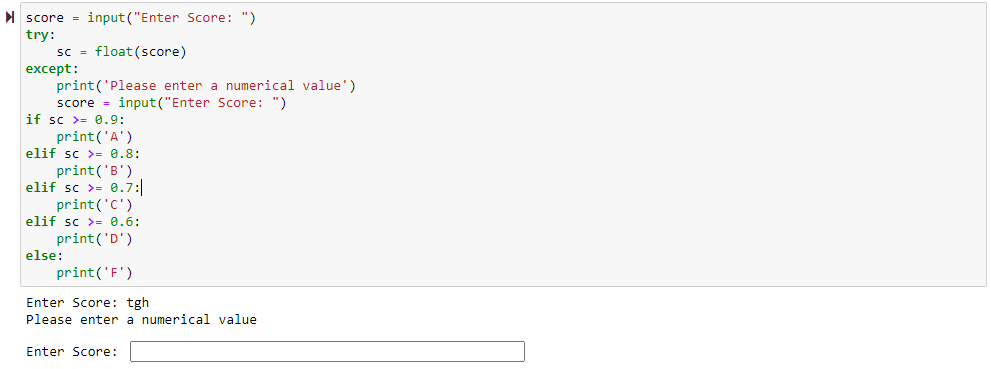 score = input("Enter Score: ")
try:
    sc = float(score)
except:
    print('Please enter a numerical value')
    score = input("Enter Score: ")
if sc >= 0.9:
    print('A')
elif sc >= 0.8:
    print('B')
elif sc >= 0.7:
    print('C')
elif sc >= 0.6:
    print('D')
else:
    print('F')
Enter Score: tgh
Please enter a numerical value
Enter Score: